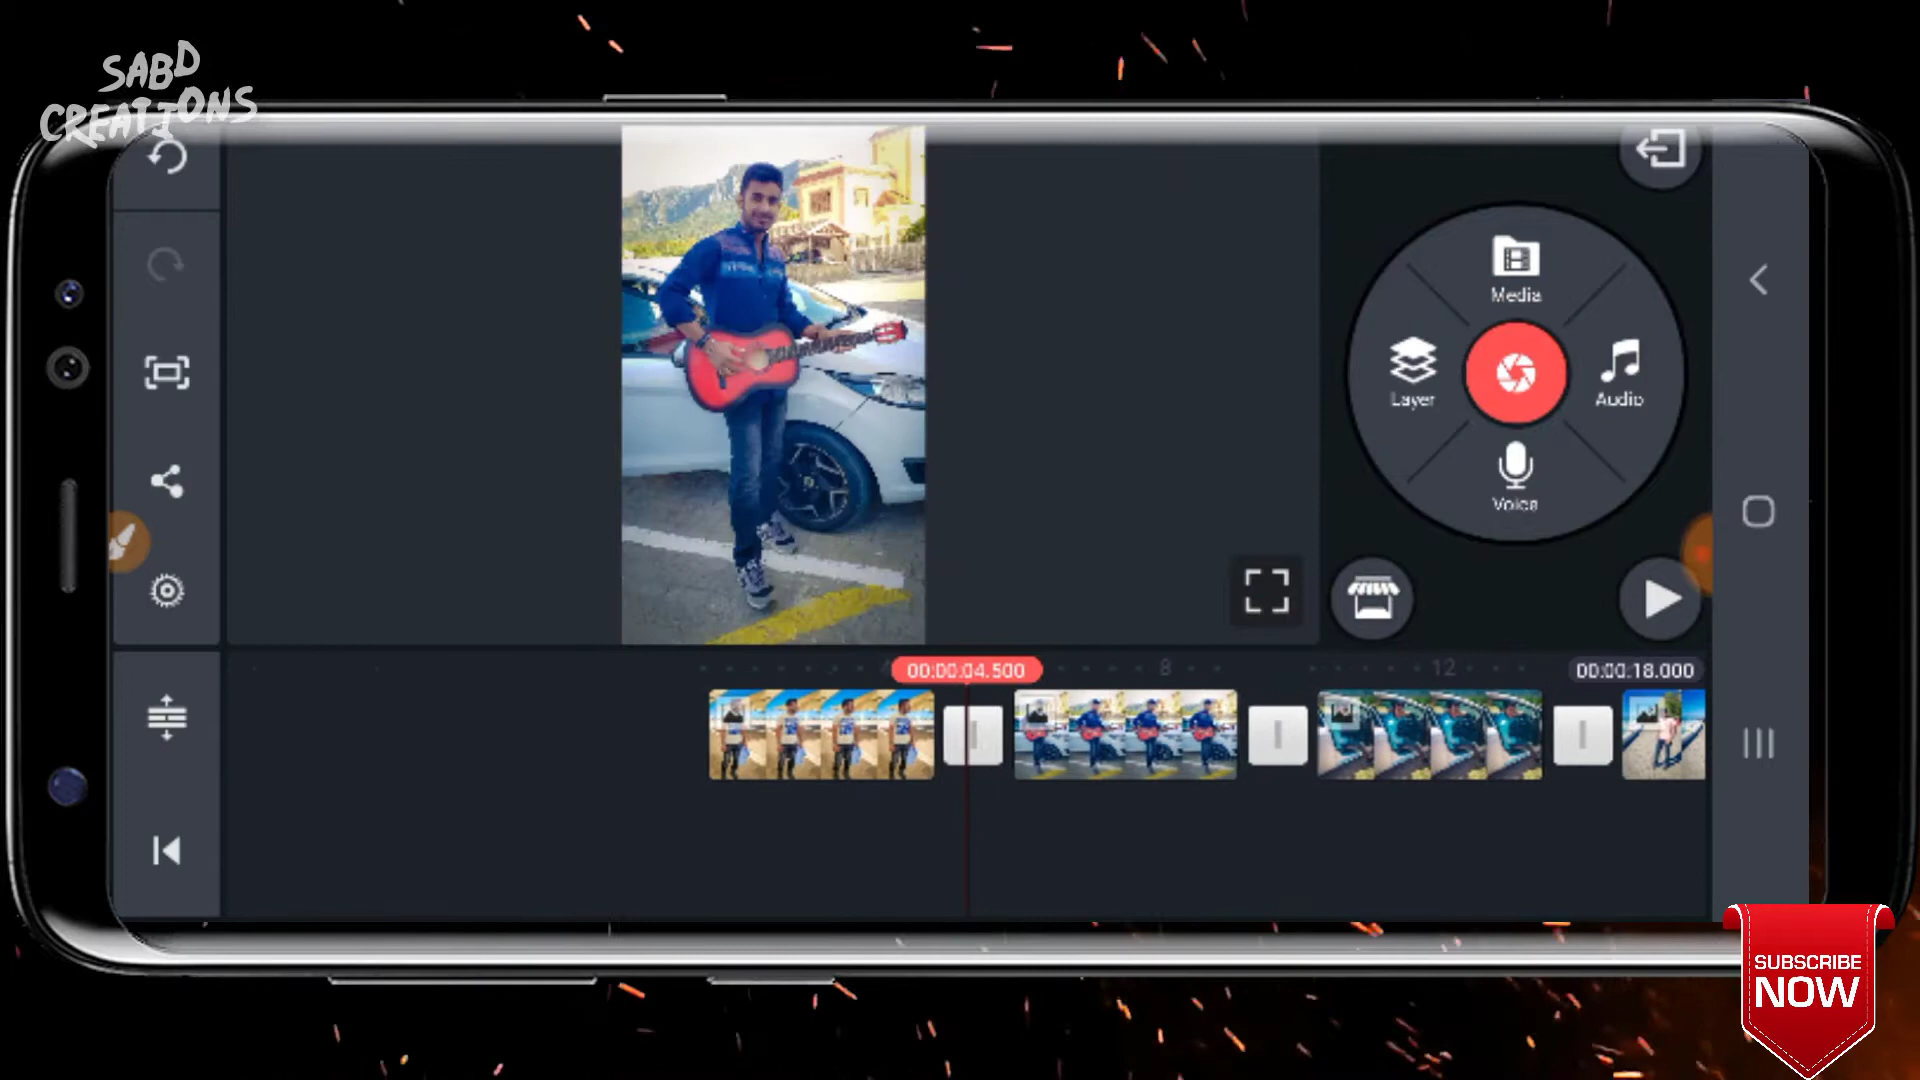 SABD
CREATIONS
Media
Layer
Audio
Voice
00:00:04.500
8
12
00:00:18.000
SUBSCRIBE
NOW